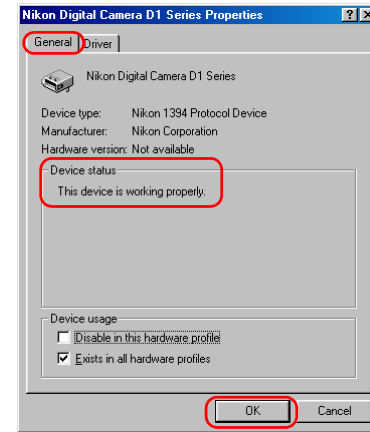 Nikon Digital Camera D1 Series Properties
General Driver
Nikon Digital Camera D1 Series
Device type: Nikon 1394 Protocol Device
Manufacturer: Nikon Corporation
Hardware version: Not available
Device status
This device is working properly.
Device usage
Disable in this hardware profile
Exists in all hardware profiles
OK Cancel